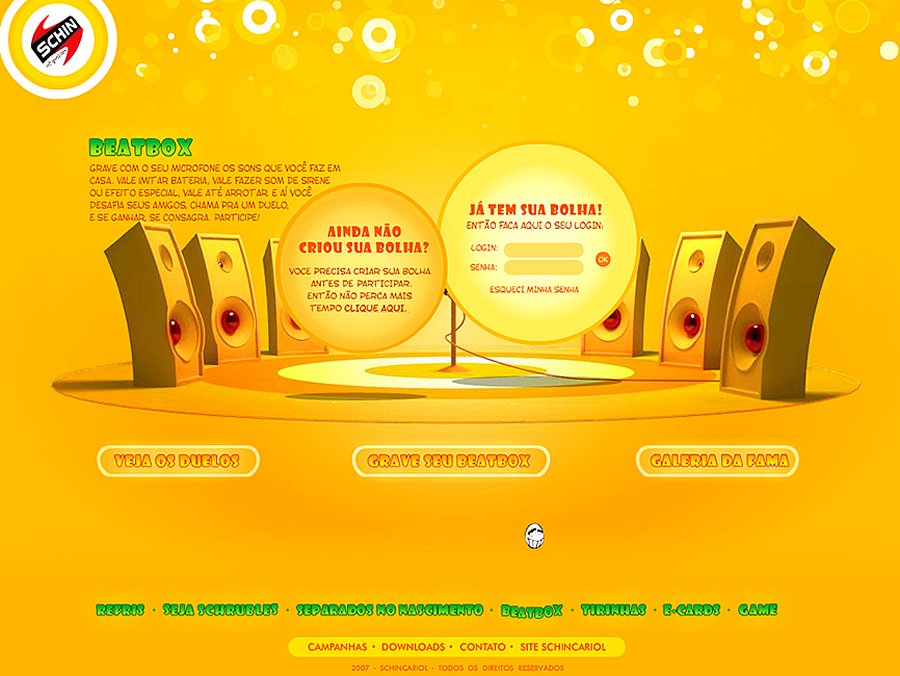 SCHIN
BEATBOX
GRAVE COM O SEU MICROFONE OS SONS QUE VOCÊ FAZ EM
CASA. VALE IMITAR BATERIA, VALE FAZER SOM DE SIRENE
OU EFEITO ESPECIAL, VALE ATÉ ARROTAR. E AÍ VOCÊ
DESAFIA SEUS AMIGOS, CHAMA PRA UM DUELO,
E SE GANHAR, SE CONSAGRA. PARTICIPE!
AINDA NÃO
CRIOU SUA BOLHA?
VOCE PRECISA CRIAR SUA BOLHA
ANTES DE PARTICIPAR.
ENTÃO NÃO PERCA MAIS
TEMPO CLIQUE AQUI.
JÁ TEM SUA BOLHA!
ENTÃO FACA AQUI O SEU LOGIN:
LOGIN:
SENHA:
OK
ESQUECI MINHA SENHA
VEJA OS DUELOS
GRAVE SEU BEATBOX
GALERIA DA FAMA
REFRIS • SEJA SCHRUBLES • SEPARADOS NO NASCIMENTO • BEATBOX • TIRINHAS • E-CARDS • GAME
CAMPANHAS • DOWNLOADS • CONTATO • SITE SCHINCARIOL
2007 - SCHINCARIOL - TODOS OS DIREITOS RESERVADOS